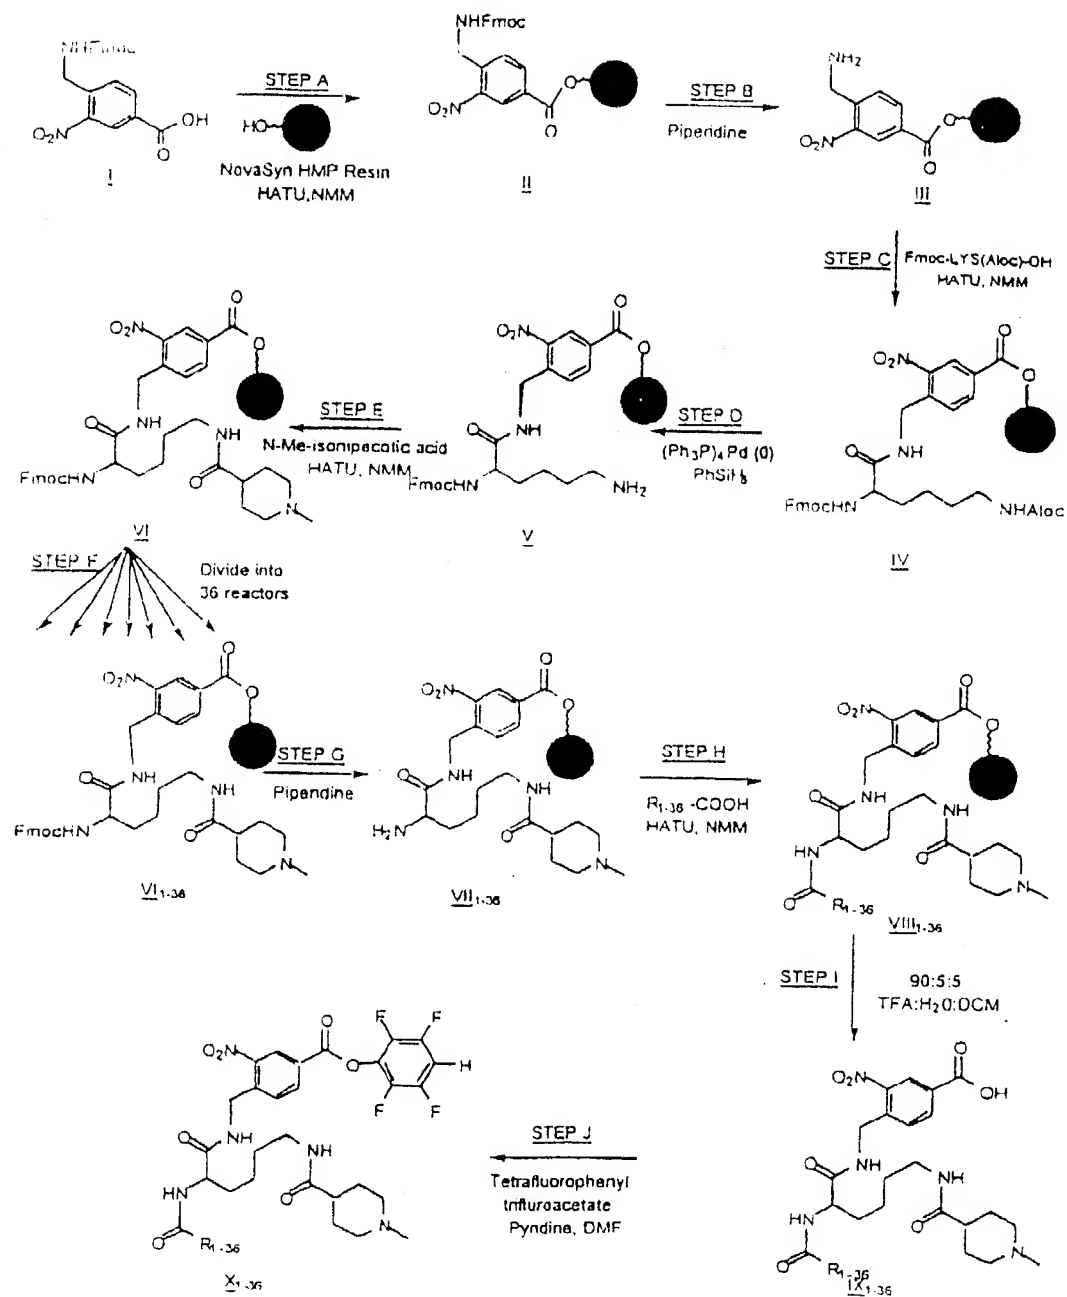 NHFmoc
O₂N
OH
O
I
STEP A
HO
NovaSyn HMP Resin
HATU,NMM
NHFmoc
O₂N
O
O
II
STEP B
Piperidine
NH₂
O₂N
O
O
III
STEP C
Fmoc-LYS(Aloc)-OH
HATU, NMM
O
O₂N
O
O
NH
FmocHN
NHAloc
IV
STEP D
(Ph₃P)₄Pd (0)
PhSiH₃
O
O₂N
O
O
NH
FmocHN
NH₂
V
STEP E
N-Me-isonipecotic acid
HATU, NMM
O
O₂N
O
O
NH
NH
FmocHN
O
N
VI
STEP F
Divide into
36 reactors
O
O₂N
O
O
NH
NH
FmocHN
O
N
VI₁₋₃₆
STEP G
Piperidine
O
O₂N
O
O
NH
NH
H₂N
O
N
VII₁₋₃₆
STEP H
R₁₋₃₆ -COOH
HATU, NMM
O
O₂N
O
O
NH
NH
HN
O
N
O
R₁₋₃₆
VIII₁₋₃₆
STEP I
90:5:5
TFA:H₂O:DCM
O
O₂N
OH
O
NH
NH
HN
O
N
O
R₁₋₃₆
IX₁₋₃₆
STEP J
Tetrafluorophenyl
trifluroacetate
Pyridine, DMF
F
F
O
O₂N
O
H
F
F
O
NH
NH
HN
O
N
O
R₁₋₃₆
X₁₋₃₆